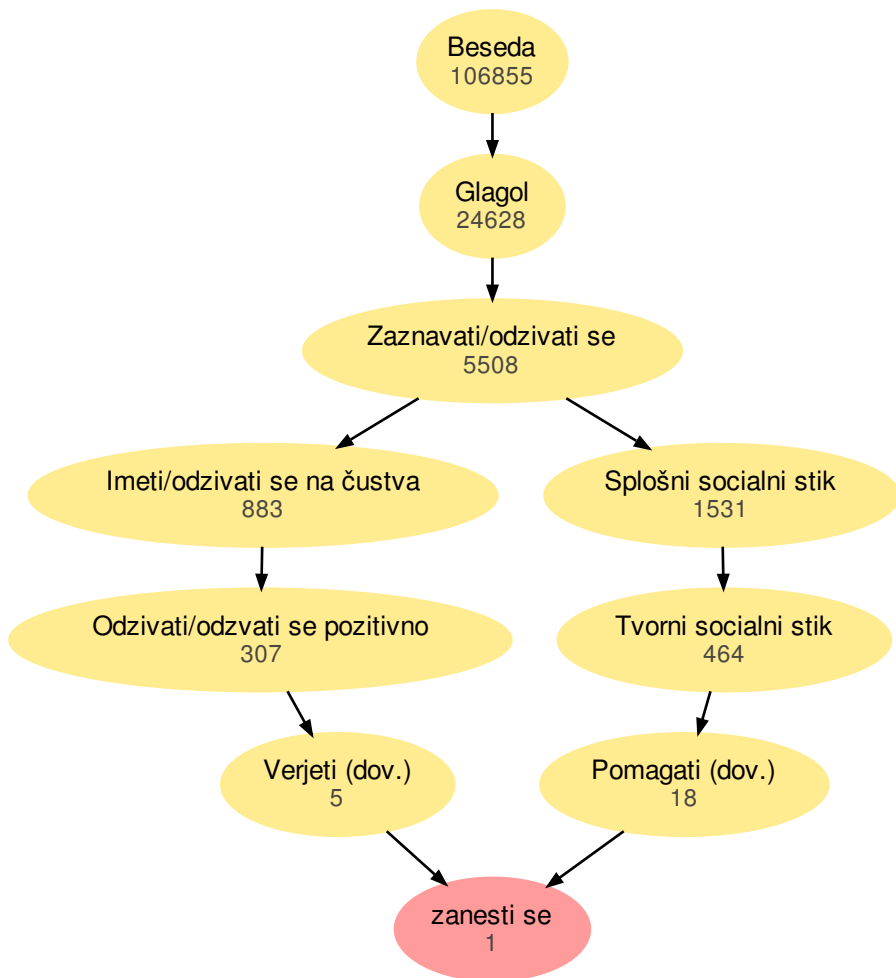 Beseda
106855
Glagol
24628
Zaznavati/odzivati se
5508
Imeti/odzivati se na čustva
883
Splošni socialni stik
1531
Odzivati/odzvati se pozitivno
307
Tvorni socialni stik
464
Verjeti (dov.)
5
Pomagati (dov.)
18
zanesti se
1